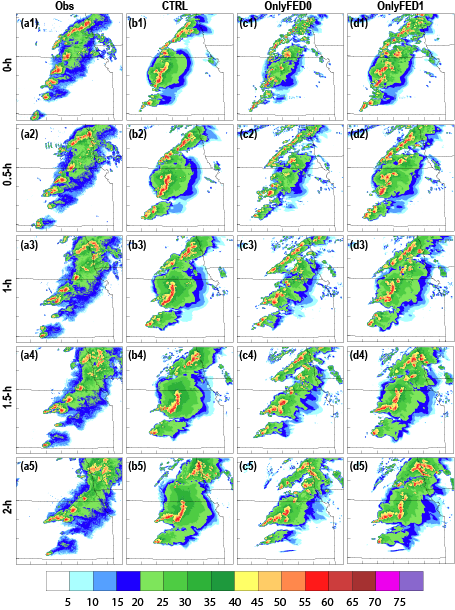 Obs CTRL OnlyFED0 OnlyFED1
0-h (a1) (b1) (c1) (d1)
0.5-h (a2) (b2) (c2) (d2)
1-h (a3) (b3) (c3) (d3)
1.5-h (a4) (b4) (c4) (d4)
2-h (a5) (b5) (c5) (d5)
5 10 15 20 25 30 35 40 45 50 55 60 65 70 75